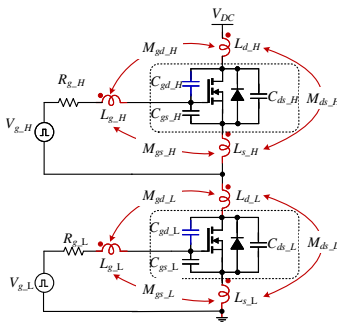 V_DC
M_gd_H
L_d_H
R_g_H
C_gd_H
L_g_H
C_gs_H
C_ds_H
M_ds_H
V_g_H
M_gs_H
L_s_H
M_gd_L
L_d_L
R_g_L
C_gd_L
L_g_L
C_gs_L
C_ds_L
M_ds_L
V_g_L
M_gs_L
L_s_L